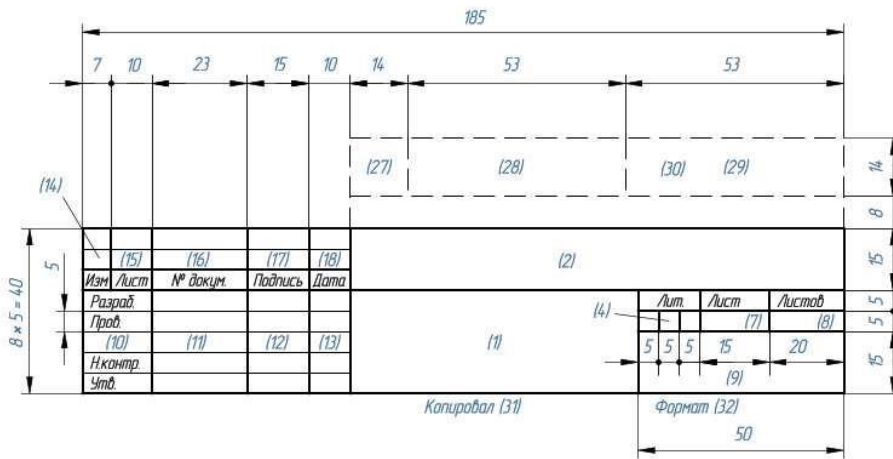 185
7 10 23 15 10 14 53 53
(27) (28) (30) (29) 14
(14)
8
(15) (16) (17) (18) (2) 15
5
Изм Лист № докум. Подпись Дата
8 × 5 = 40
Разраб. Лит. Лист Листов 5
Пров. (4) (7) (8) 5
(10) (11) (12) (13) (1) 5 5 5 15 20
Н.контр. (9) 15
Утв.
Копировал (31) Формат (32)
50